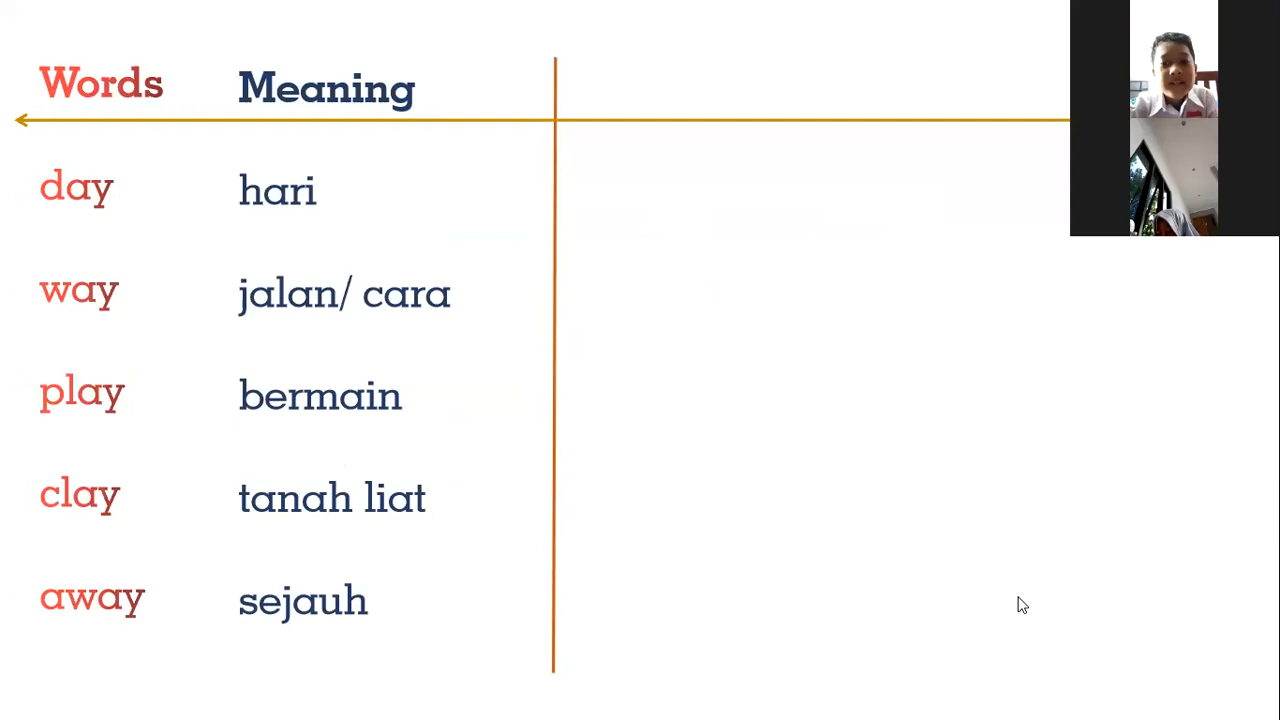 Words Meaning
day hari
way jalan/ cara
play bermain
clay tanah liat
away sejauh